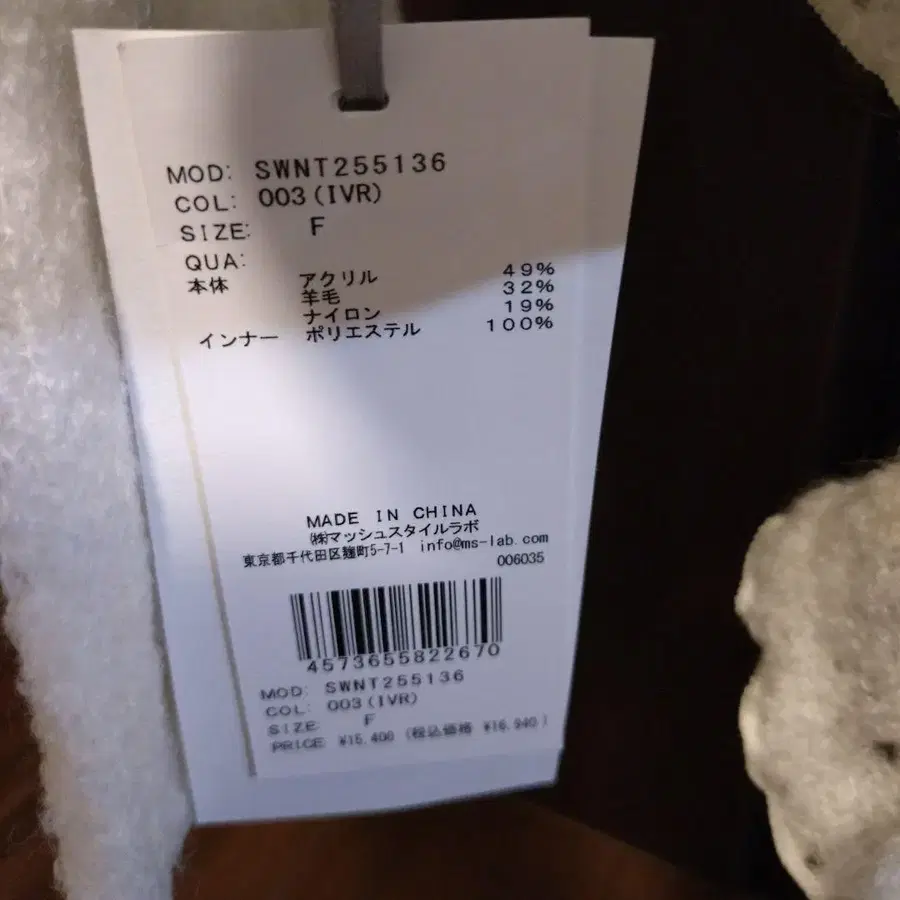 MOD: SWNT255136
COL: 003(IVR)
SIZE: F
QUA:
本体 アクリル 49%
羊毛 32%
ナイロン 19%
インナー ポリエステル 100%
MADE IN CHINA
㈱マッシュスタイルラボ
東京都千代田区麹町5-7-1 info@ms-lab.com
006035
4573655822670
MOD: SWNT255136
COL: 003(IVR)
SIZE: F
PRICE ¥15,400 (税込価格 ¥16,940)